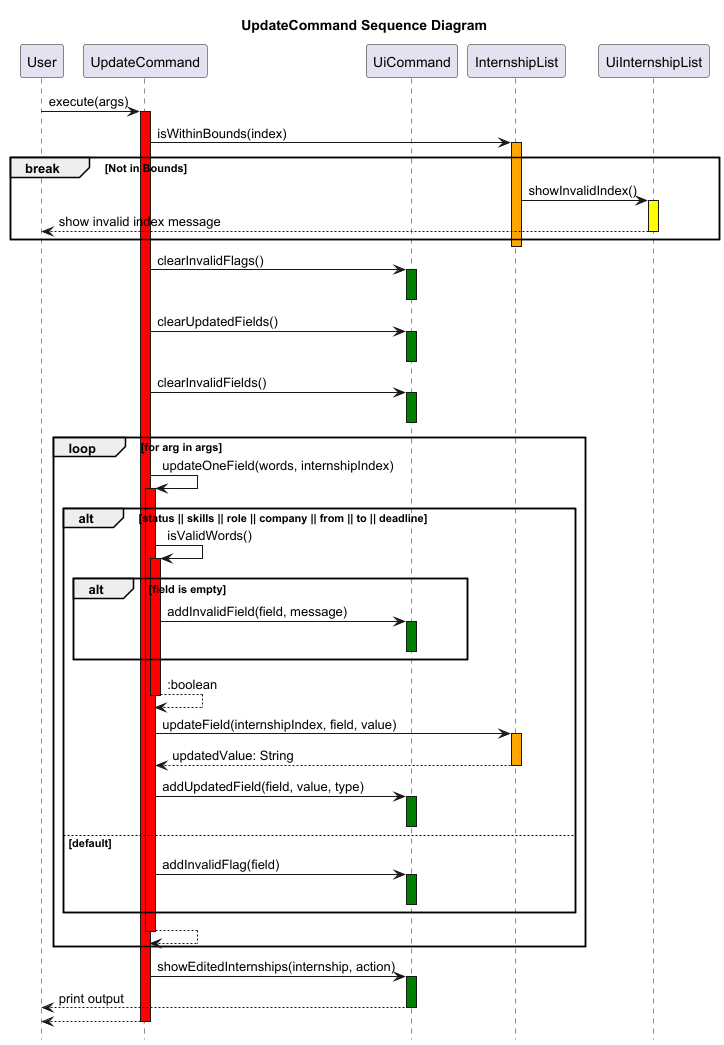 UpdateCommand Sequence Diagram
User
UpdateCommand
UiCommand
InternshipList
UiInternshipList
execute(args)
isWithinBounds(index)
break
[Not in Bounds]
showInvalidIndex()
show invalid index message
clearInvalidFlags()
clearUpdatedFields()
clearInvalidFields()
loop
[for arg in args]
updateOneField(words, internshipIndex)
alt
[status || skills || role || company || from || to || deadline]
isValidWords()
alt
[field is empty]
addInvalidField(field, message)
:boolean
updateField(internshipIndex, field, value)
updatedValue: String
addUpdatedField(field, value, type)
[default]
addInvalidFlag(field)
showEditedInternships(internship, action)
print output